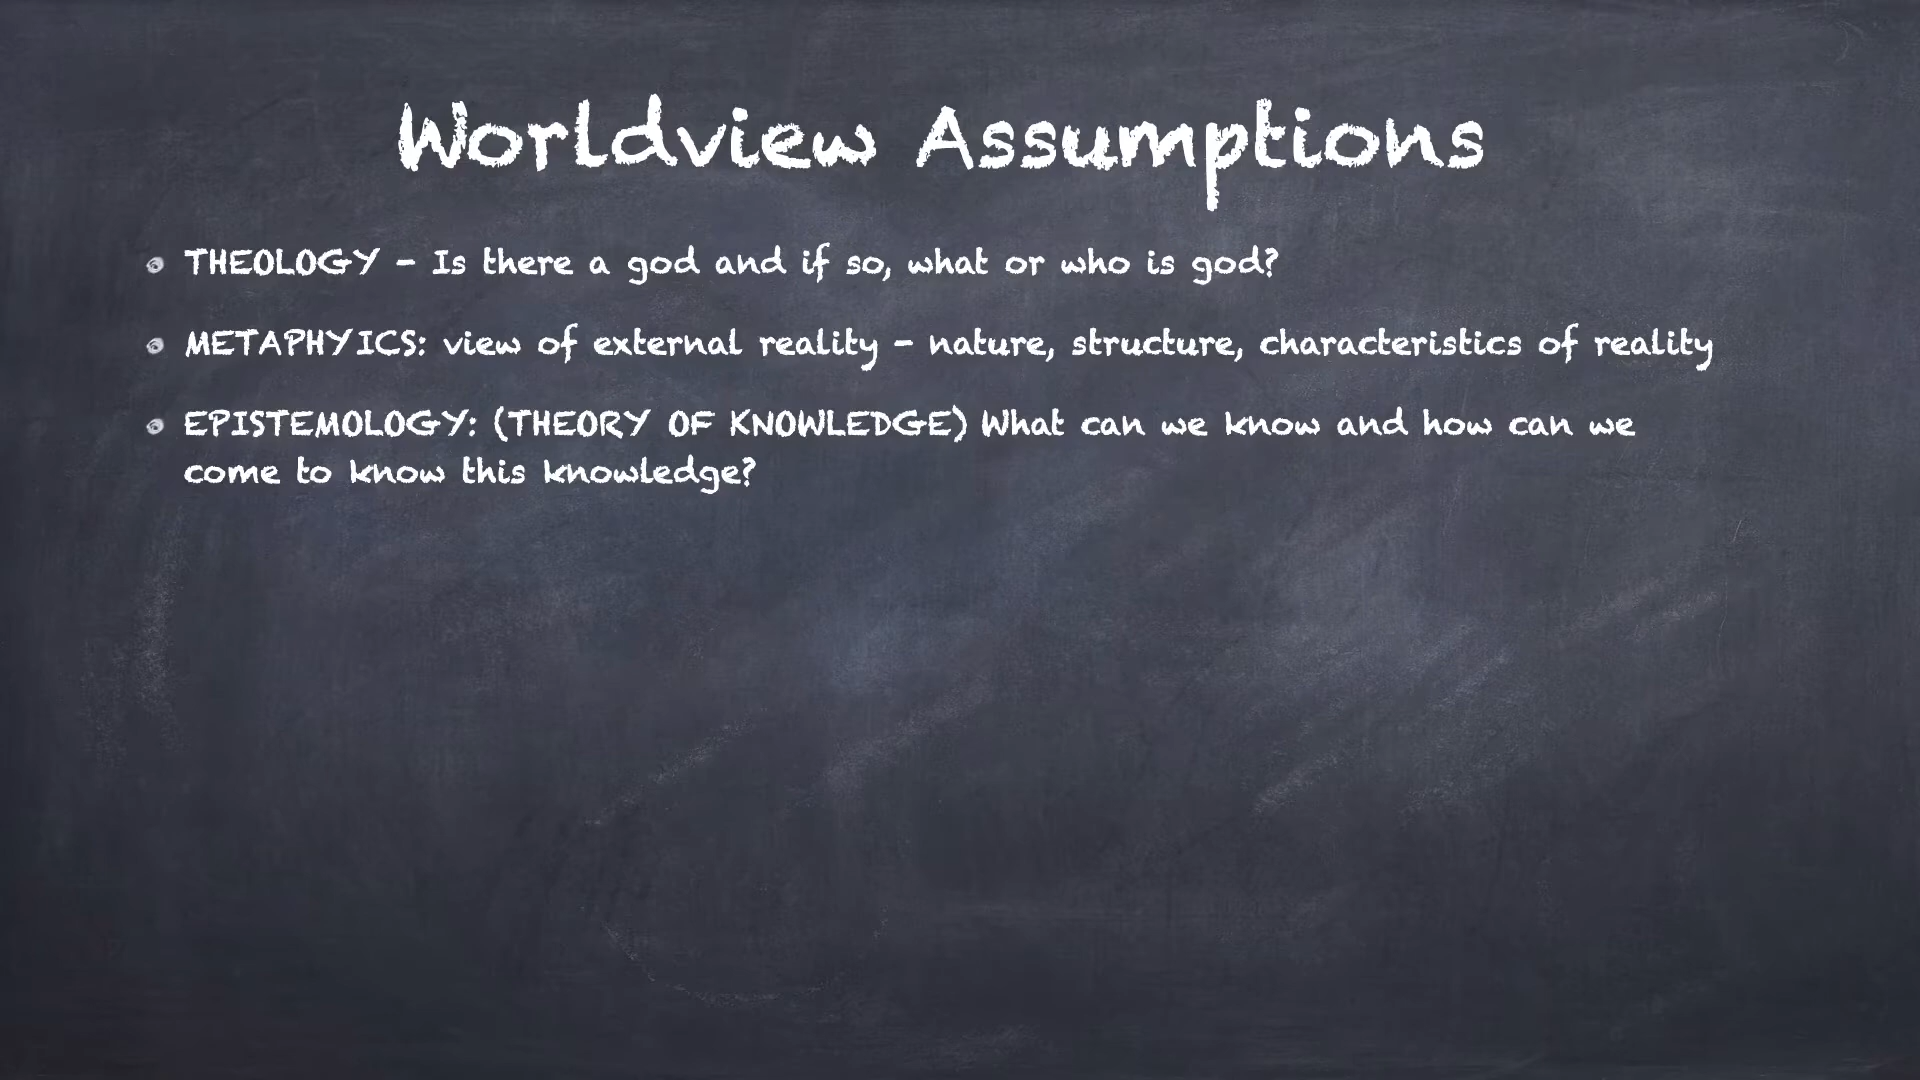 Worldview Assumptions
THEOLOGY - Is there a god and if so, what or who is god?
METAPHYICS: view of external reality - nature, structure, characteristics of reality
EPISTEMOLOGY: (THEORY OF KNOWLEDGE) What can we know and how can we
come to know this knowledge?